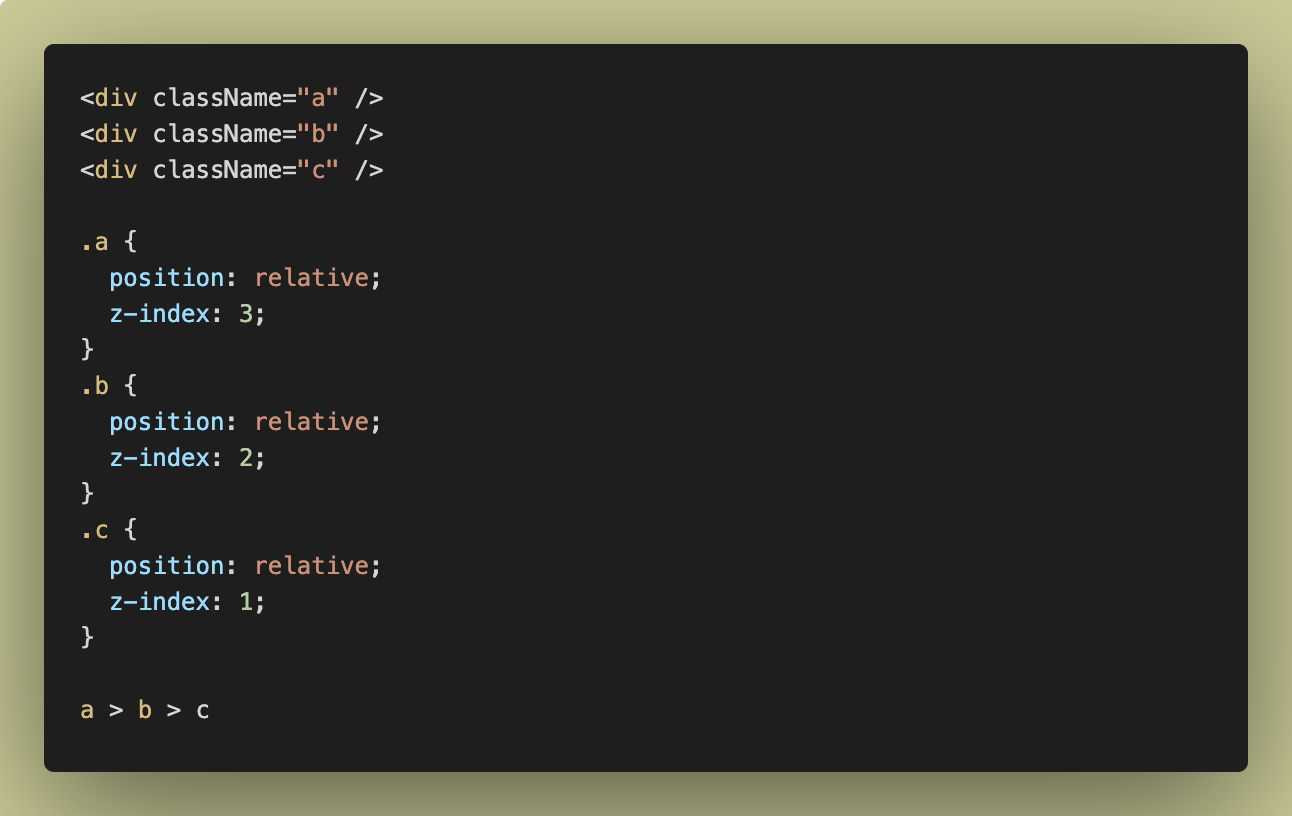 <div className="a" />
<div className="b" />
<div className="c" />

.a {
  position: relative;
  z-index: 3;
}
.b {
  position: relative;
  z-index: 2;
}
.c {
  position: relative;
  z-index: 1;
}

a > b > c